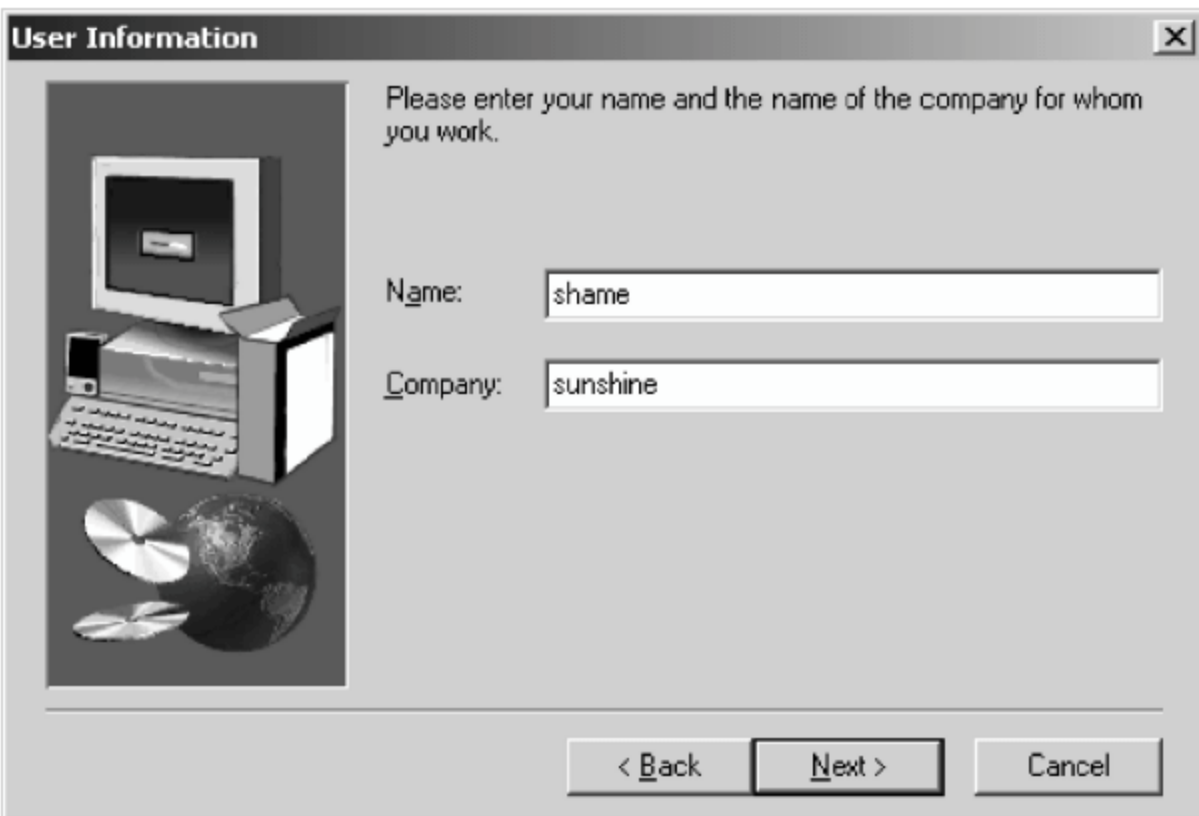 User Information
Please enter your name and the name of the company for whom
you work.
Name:
shame
Company:
sunshine
< Back
Next >
Cancel